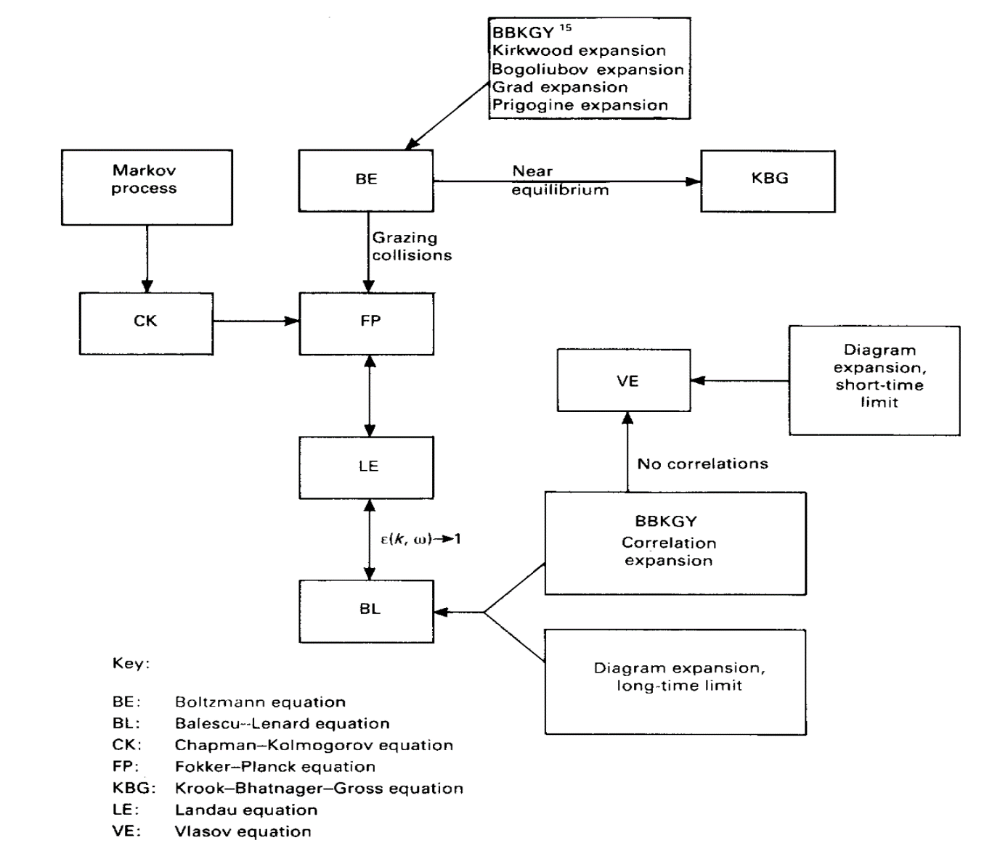 BBKGY 15
Kirkwood expansion
Bogoliubov expansion
Grad expansion
Prigogine expansion
Markov
process
BE
Near
equilibrium
KBG
Grazing
collisions
CK
FP
VE
Diagram
expansion,
short-time
limit
LE
No correlations
ε(k, ω)→1
BBKGY
Correlation
expansion
BL
Diagram expansion,
long-time limit
Key:
BE: Boltzmann equation
BL: Balescu--Lenard equation
CK: Chapman–Kolmogorov equation
FP: Fokker–Planck equation
KBG: Krook–Bhatnager–Gross equation
LE: Landau equation
VE: Vlasov equation